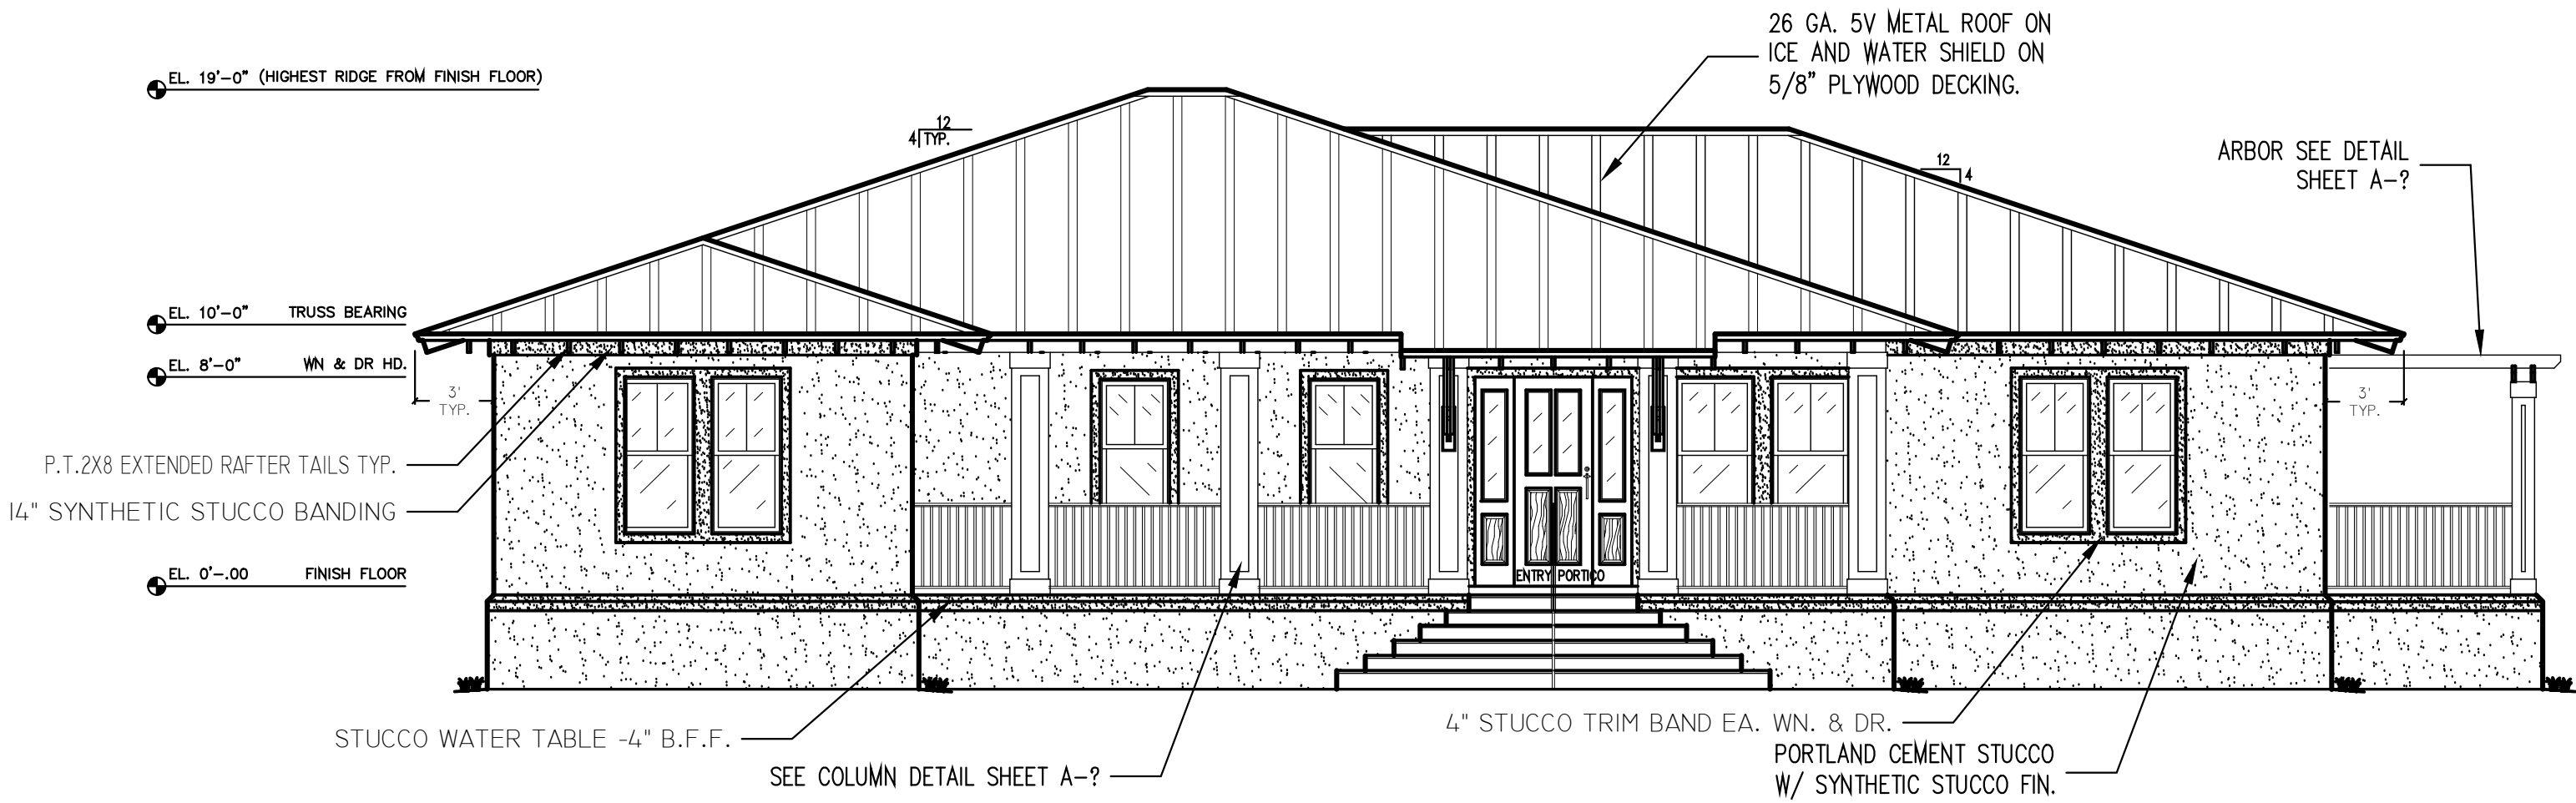 26 GA. 5V METAL ROOF ON
ICE AND WATER SHIELD ON
5/8" PLYWOOD DECKING.
EL. 19'-0" (HIGHEST RIDGE FROM FINISH FLOOR)
12
4 TYP.
12
4
ARBOR SEE DETAIL
SHEET A-?
EL. 10'-0" TRUSS BEARING
EL. 8'-0" WN & DR HD.
3'
TYP.
3'
TYP.
P.T.2X8 EXTENDED RAFTER TAILS TYP.
14" SYNTHETIC STUCCO BANDING
EL. 0'-.00 FINISH FLOOR
ENTRY PORTICO
STUCCO WATER TABLE -4" B.F.F.
SEE COLUMN DETAIL SHEET A-?
4" STUCCO TRIM BAND EA. WN. & DR.
PORTLAND CEMENT STUCCO
W/ SYNTHETIC STUCCO FIN.